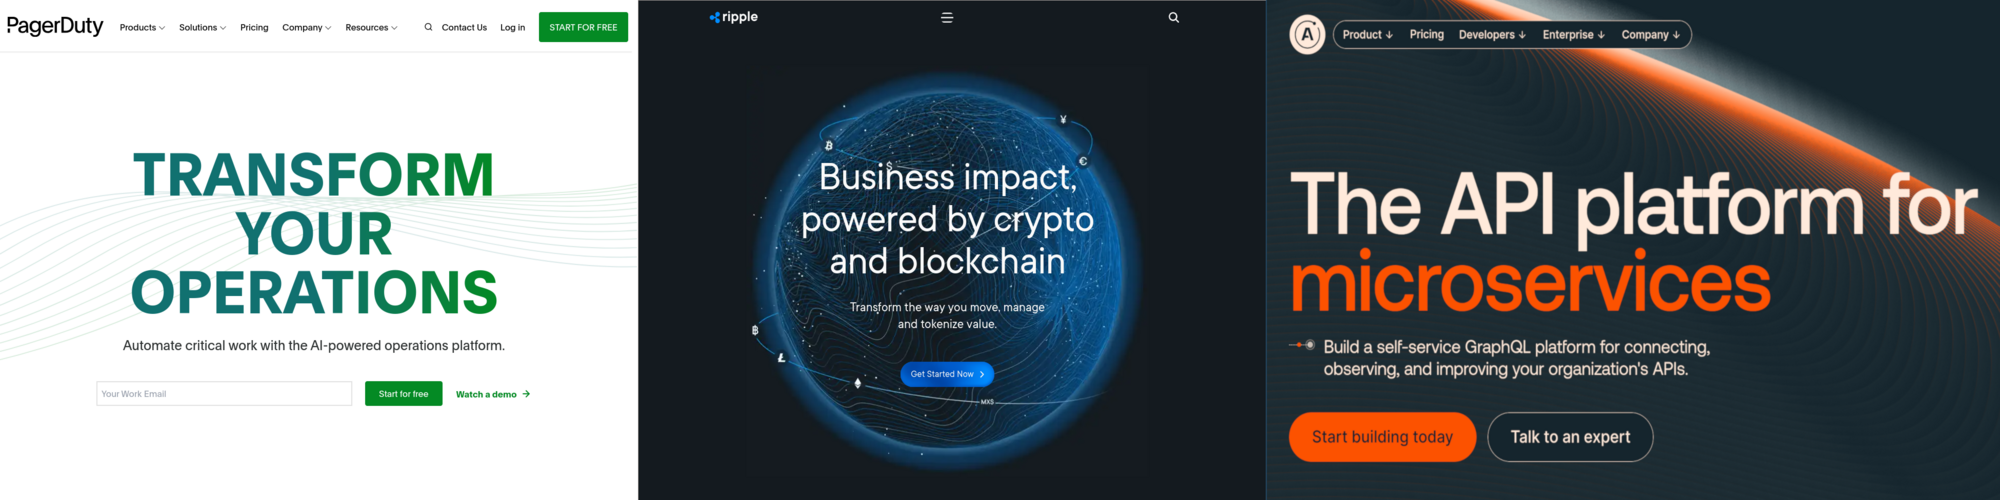 PagerDuty
Products
Solutions
Pricing
Company
Resources
Contact Us
Log in
START FOR FREE
TRANSFORM
YOUR
OPERATIONS
Automate critical work with the AI-powered operations platform.
Your Work Email
Start for free
Watch a demo
ripple
Business impact,
powered by crypto
and blockchain
Transform the way you move, manage
and tokenize value.
Get Started Now
MXS
A
Product
Pricing
Developers
Enterprise
Company
The API platform for
microservices
Build a self-service GraphQL platform for connecting,
observing, and improving your organization's APIs.
Start building today
Talk to an expert